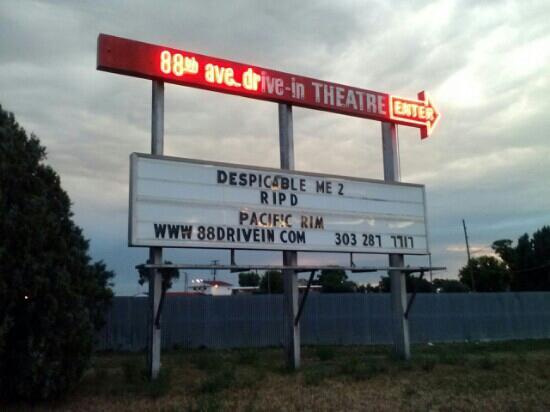 88th ave. drive-in THEATRE ENTER
DESPICABLE ME 2
RIPD
PACIFIC RIM
WWW.88DRIVEIN.COM 303 287 7717